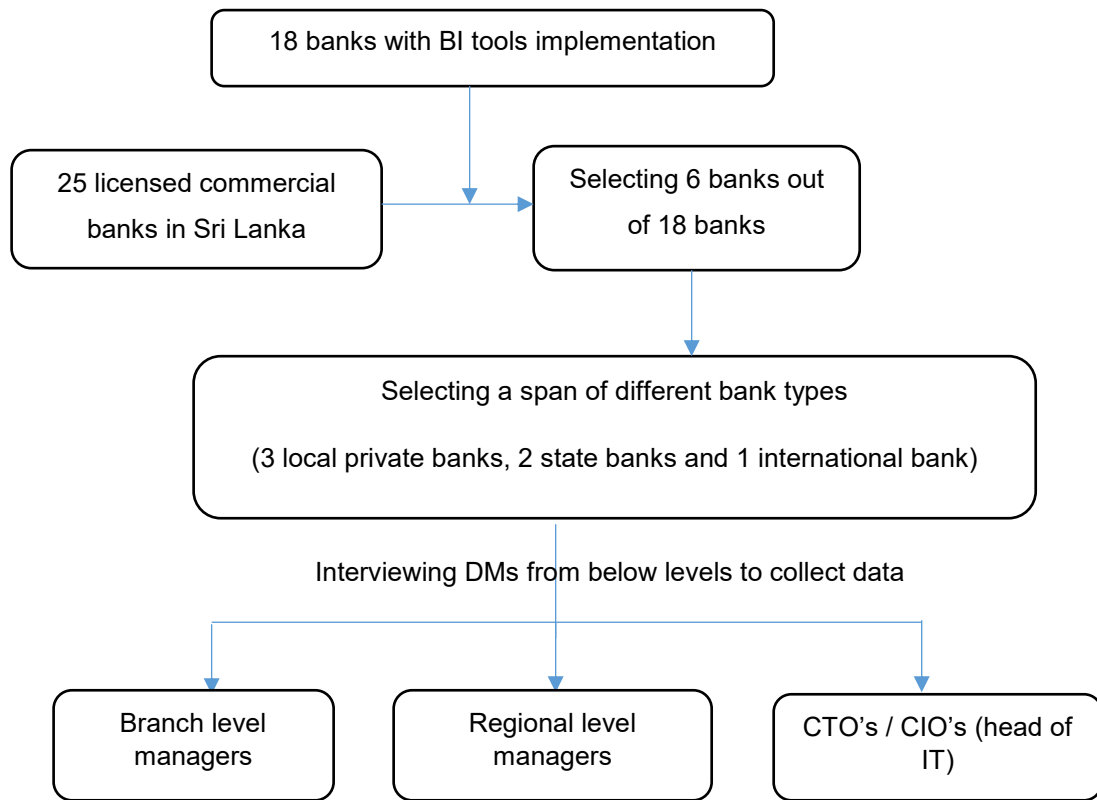 18 banks with BI tools implementation
25 licensed commercial
banks in Sri Lanka
Selecting 6 banks out
of 18 banks
Selecting a span of different bank types
(3 local private banks, 2 state banks and 1 international bank)
Interviewing DMs from below levels to collect data
Branch level
managers
Regional level
managers
CTO’s / CIO’s (head of
IT)